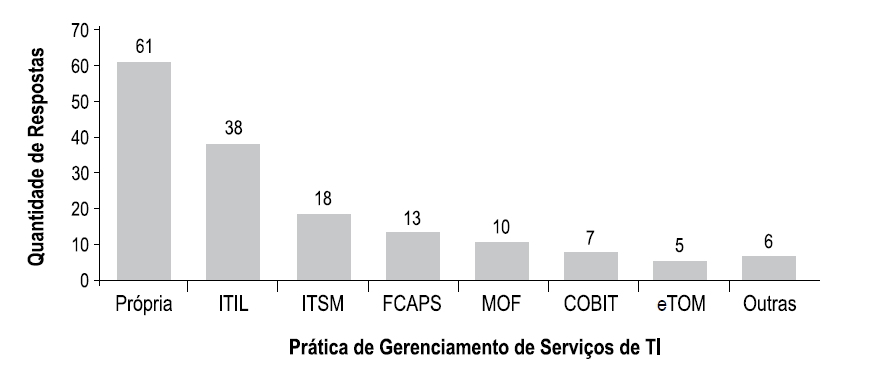 Quantidade de Respostas
70
60
50
40
30
20
10
0
61
38
18
13
10
7
5
6
Própria
ITIL
ITSM
FCAPS
MOF
COBIT
eTOM
Outras
Prática de Gerenciamento de Serviços de TI